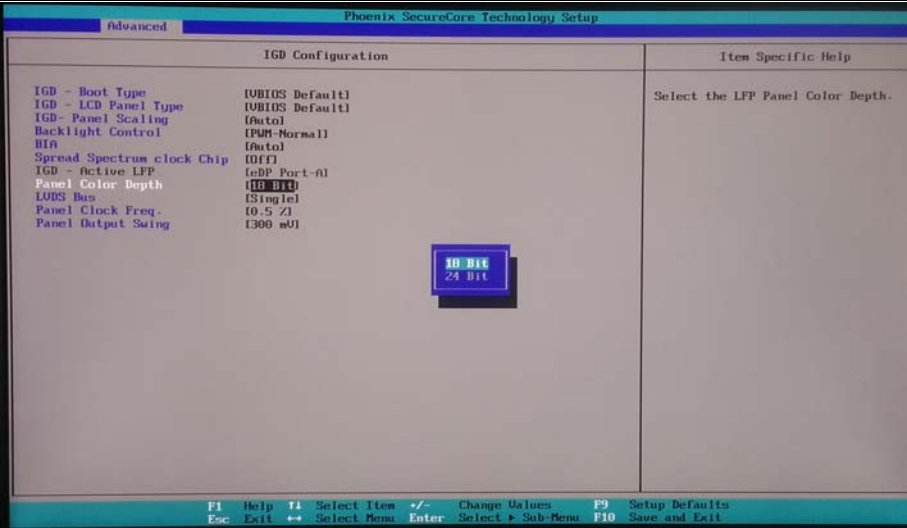 Phoenix SecureCore Technology Setup
Advanced
IGD Configuration
Item Specific Help
IGD - Boot Type [VBIOS Default]
IGD - LCD Panel Type [VBIOS Default]
IGD- Panel Scaling [Auto]
Backlight Control [PWM-Normal]
BIA [Auto]
Spread Spectrum clock Chip [Off]
IGD - Active LFP [eDP Port-A]
Panel Color Depth [18 Bit]
LVDS Bus [Single]
Panel Clock Freq. [0.5 %]
Panel Output Swing [300 mV]
Select the LFP Panel Color Depth.
18 Bit
24 Bit
F1 Help ↑↓ Select Item +/- Change Values F9 Setup Defaults
Esc Exit ↔ Select Menu Enter Select ▶ Sub-Menu F10 Save and Exit